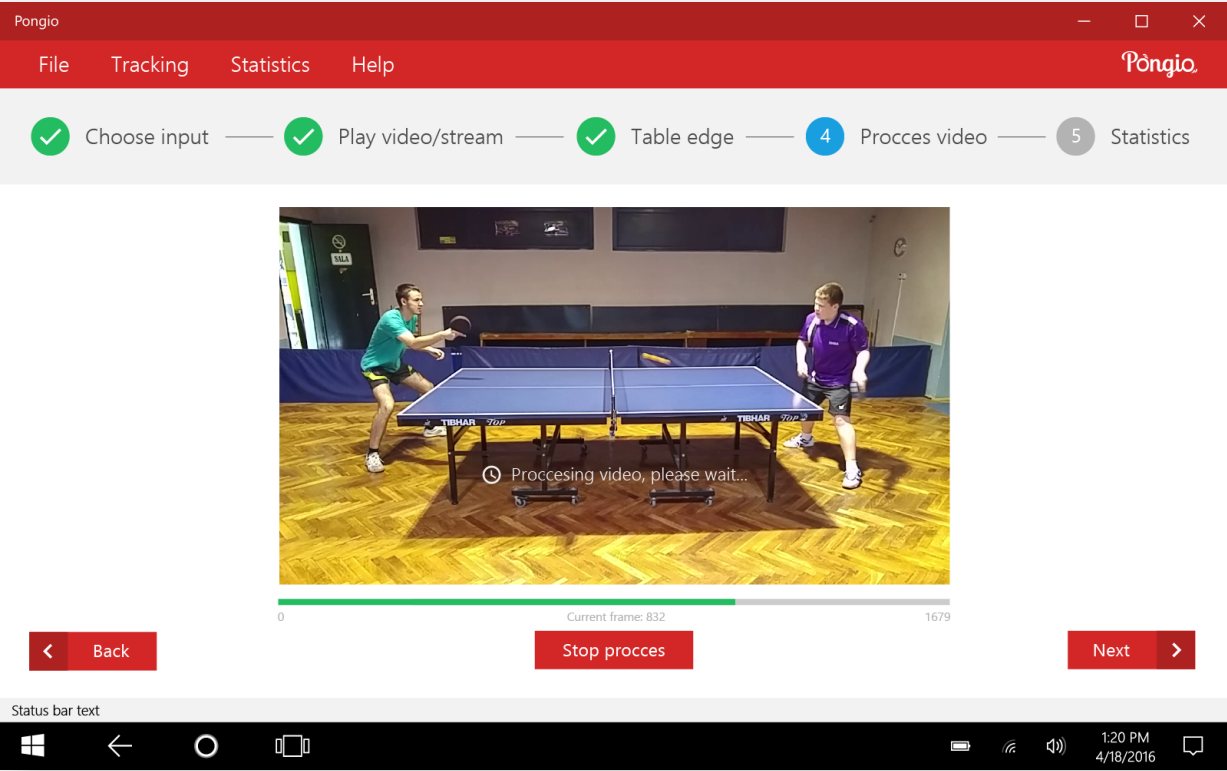 Pongio
File Tracking Statistics Help Pongio
Choose input Play video/stream Table edge 4 Procces video 5 Statistics
SALA
TIBHAR TOP TIBHAR TOP
Proccesing video, please wait...
0 Current frame: 832 1679
Back Stop procces Next
Status bar text
1:20 PM
4/18/2016